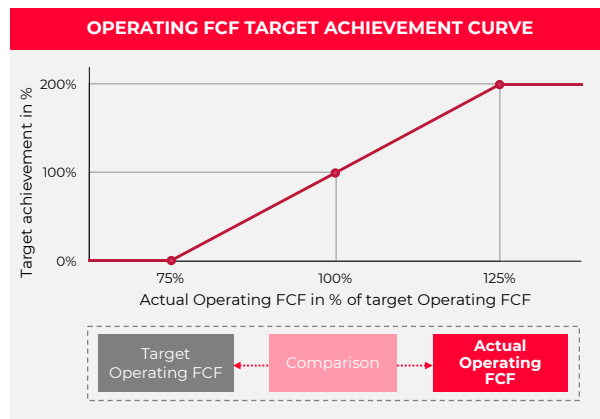 OPERATING FCF TARGET ACHIEVEMENT CURVE
Target achievement in %
200%
100%
0%
75%
100%
125%
Actual Operating FCF in % of target Operating FCF
Target
Operating FCF
Comparison
Actual
Operating
FCF